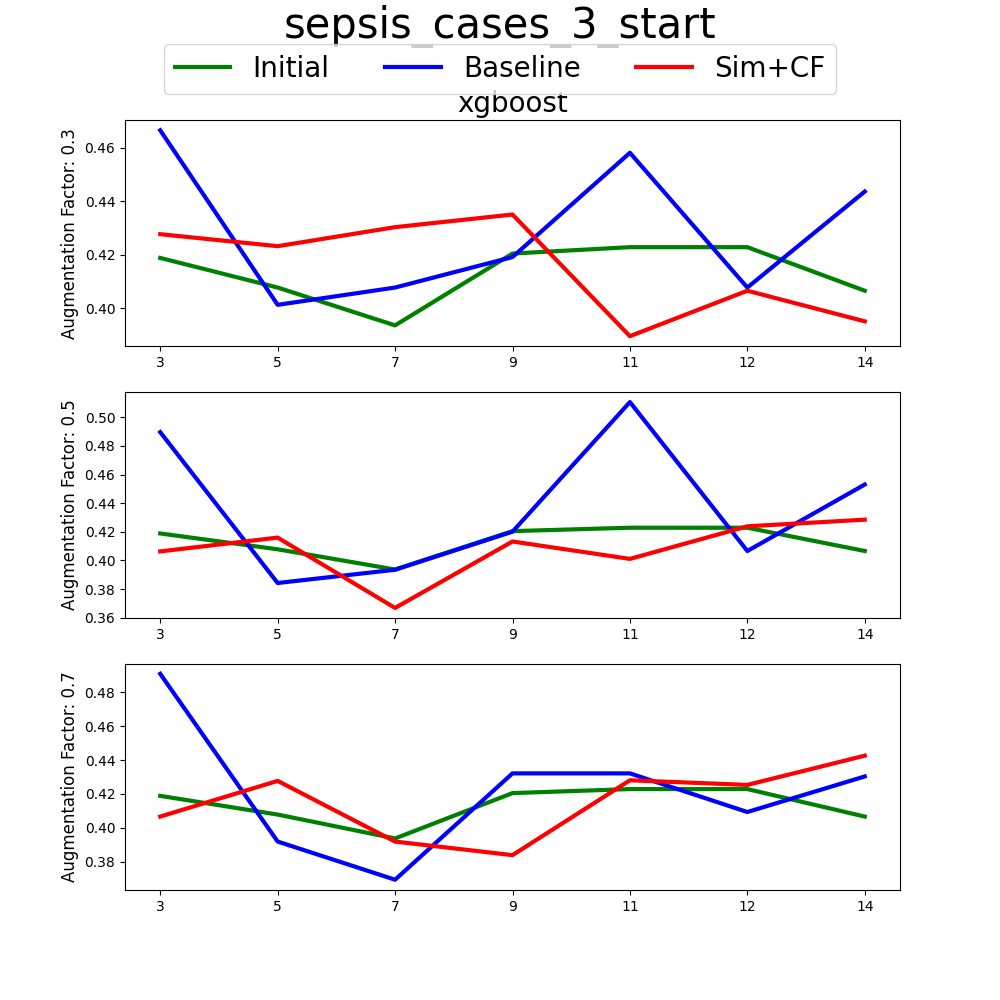 sepsis_cases_3_start
Initial Baseline Sim+CF
xgboost
Augmentation Factor: 0.3
0.46
0.44
0.42
0.40
3 5 7 9 11 12 14
Augmentation Factor: 0.5
0.50
0.48
0.46
0.44
0.42
0.40
0.38
0.36
3 5 7 9 11 12 14
Augmentation Factor: 0.7
0.48
0.46
0.44
0.42
0.40
0.38
3 5 7 9 11 12 14